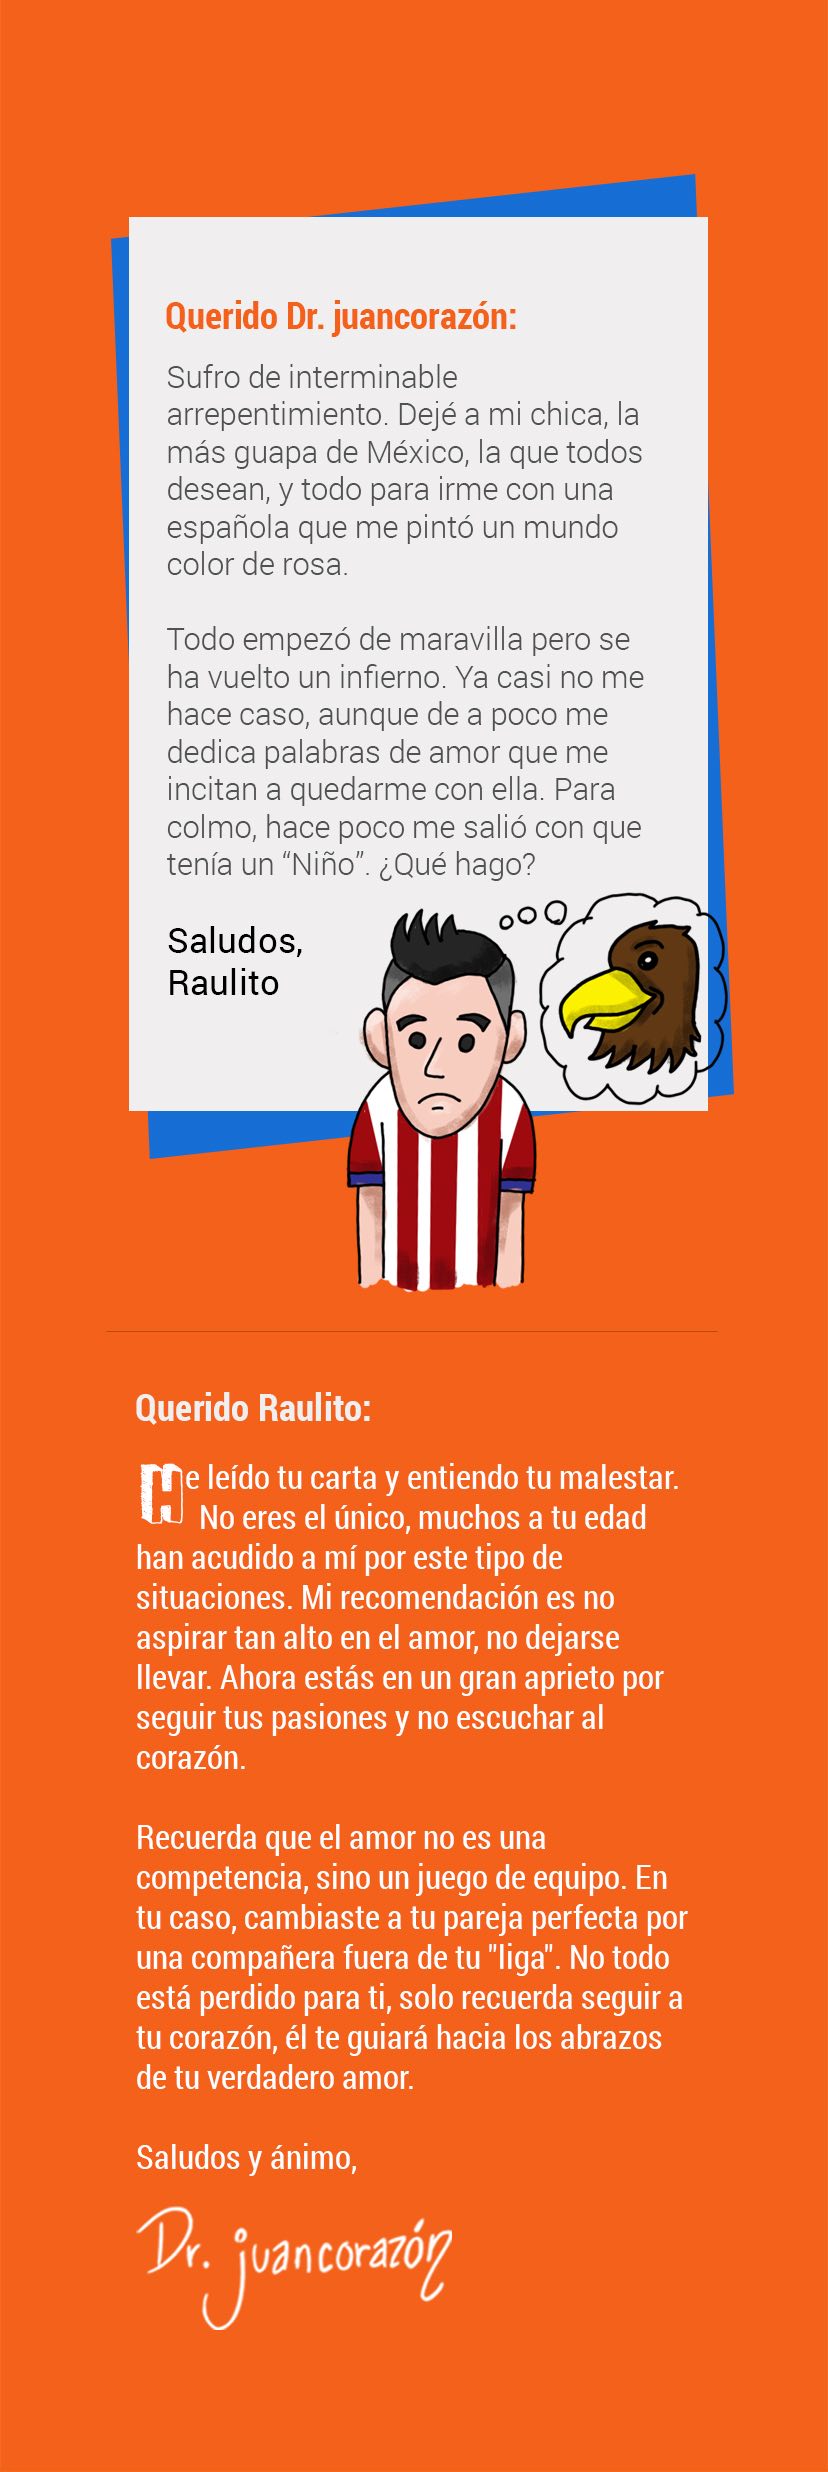 Querido Dr. juancorazón:
Sufro de interminable
arrepentimiento. Dejé a mi chica, la
más guapa de México, la que todos
desean, y todo para irme con una
española que me pintó un mundo
color de rosa.
Todo empezó de maravilla pero se
ha vuelto un infierno. Ya casi no me
hace caso, aunque de a poco me
dedica palabras de amor que me
incitan a quedarme con ella. Para
colmo, hace poco me salió con que
tenía un “Niño”. ¿Qué hago?
Saludos,
Raulito
Querido Raulito:
He leído tu carta y entiendo tu malestar.
No eres el único, muchos a tu edad
han acudido a mí por este tipo de
situaciones. Mi recomendación es no
aspirar tan alto en el amor, no dejarse
llevar. Ahora estás en un gran aprieto por
seguir tus pasiones y no escuchar al
corazón.
Recuerda que el amor no es una
competencia, sino un juego de equipo. En
tu caso, cambiaste a tu pareja perfecta por
una compañera fuera de tu "liga". No todo
está perdido para ti, solo recuerda seguir a
tu corazón, él te guiará hacia los abrazos
de tu verdadero amor.
Saludos y ánimo,
Dr. juancorazón